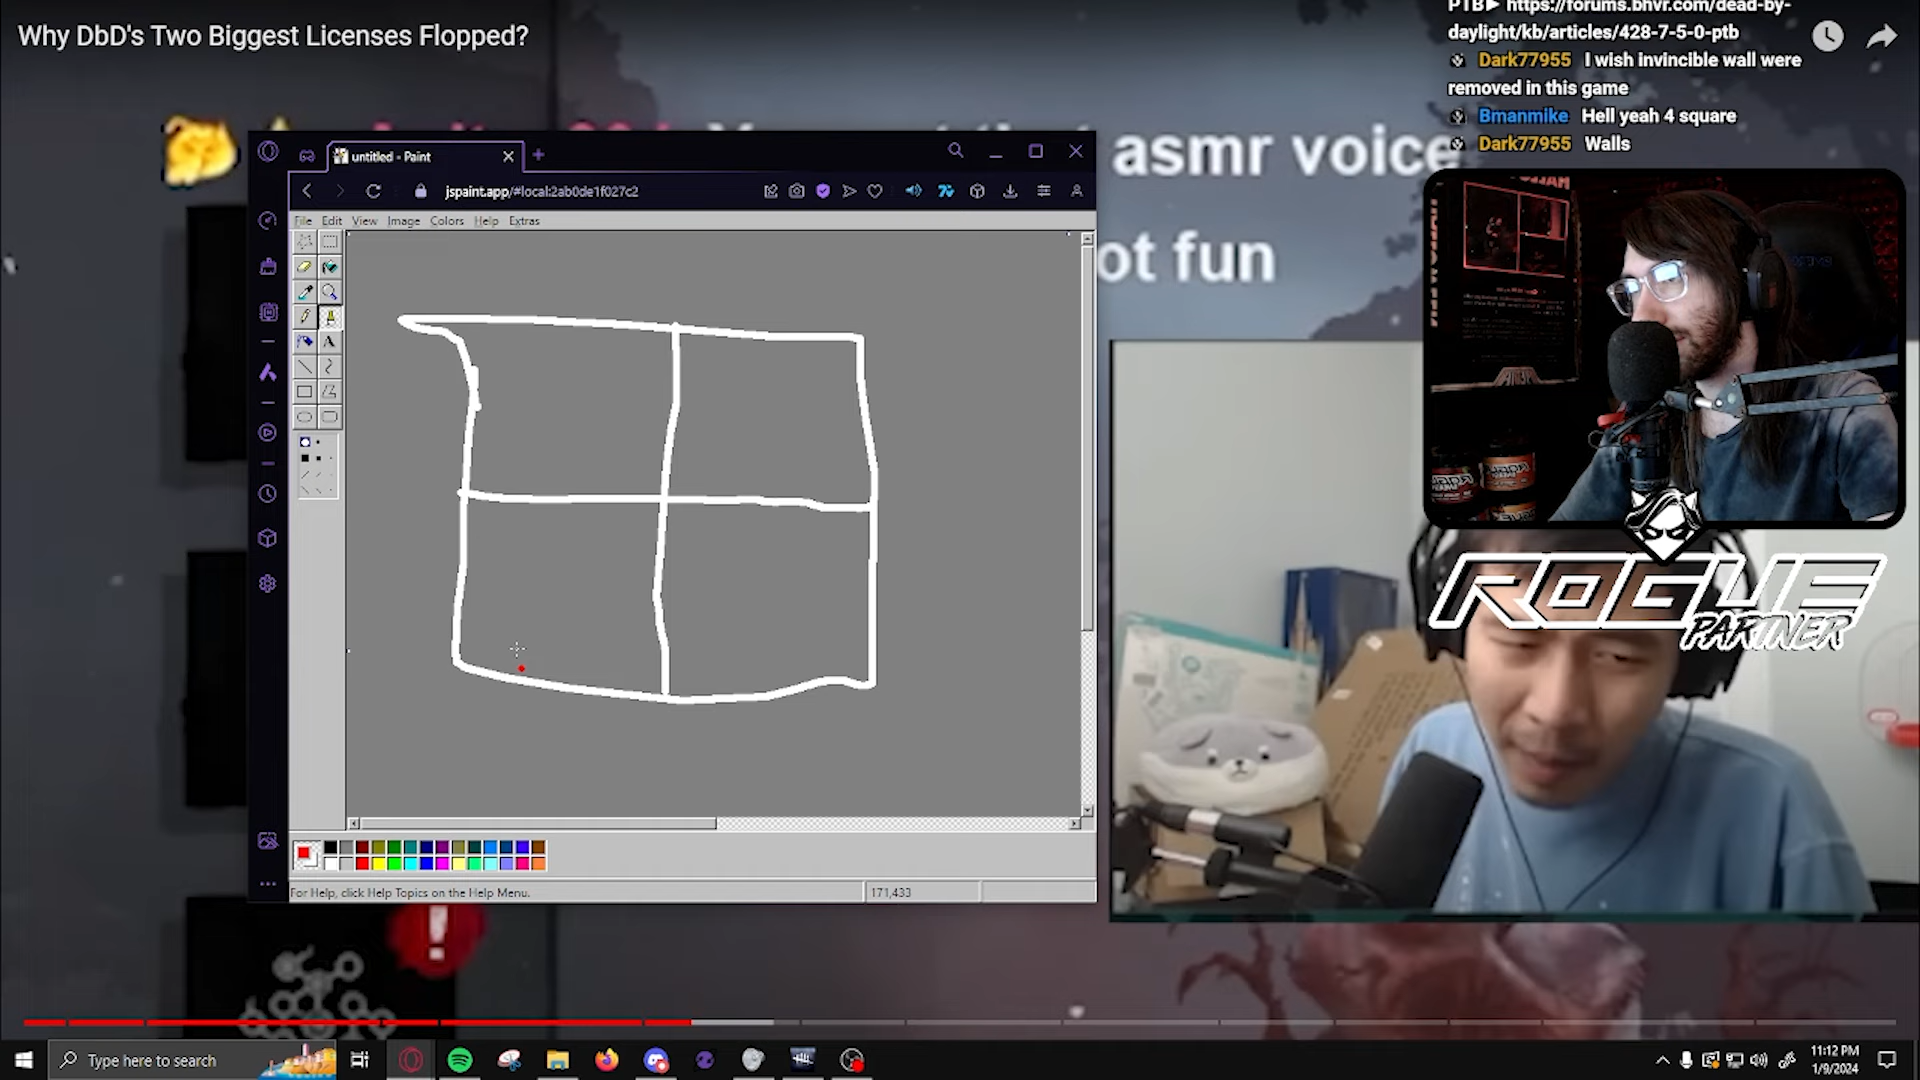 Why DbD's Two Biggest Licenses Flopped?
PTB▶ https://forums.bhvr.com/dead-by-
daylight/kb/articles/428-7-5-0-ptb
Dark77955 I wish invincible wall were
removed in this game
Bmanmike Hell yeah 4 square
Dark77955 Walls
asmr voice
ot fun
untitled - Paint
jspaint.app/#local:2ab0de1f027c2
File Edit View Image Colors Help Extras
ROGUE
PARTNER
For Help, click Help Topics on the Help Menu.
171,433
Type here to search
11:12 PM
1/9/2024